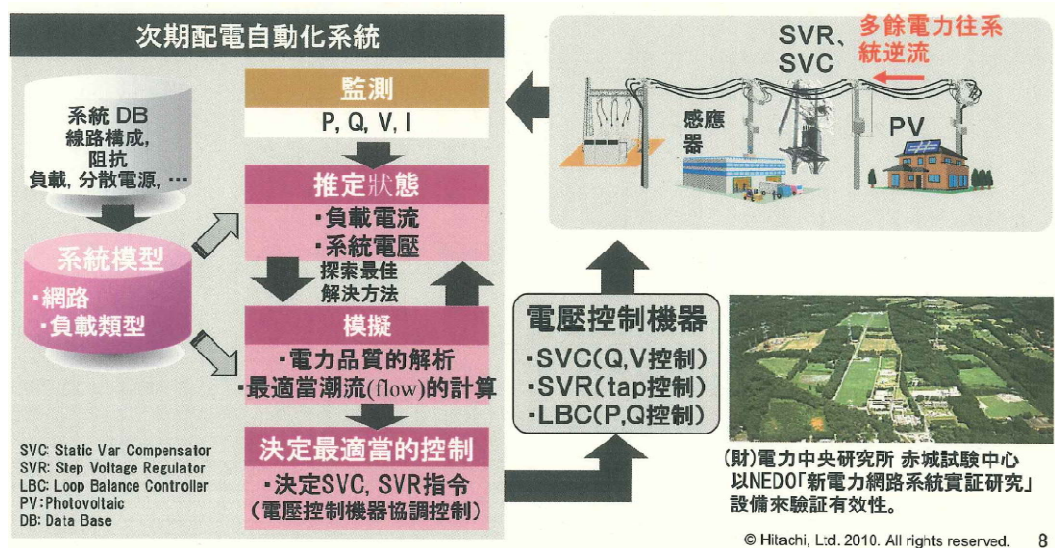 次期配電自動化系統
系統 DB
線路構成,
阻抗
負載, 分散電源, …
系統模型
・網路
・負載類型
監測
P, Q, V, I
推定狀態
・負載電流
・系統電壓
探索最佳
解決方法
模擬
・電力品質的解析
・最適當潮流(flow)的計算
決定最適當的控制
・決定SVC, SVR指令
(電壓控制機器協調控制)
SVC: Static Var Compensator
SVR: Step Voltage Regulator
LBC: Loop Balance Controller
PV:Photovoltaic
DB: Data Base
SVR、
SVC
多餘電力往系
統逆流
感應
器
PV
電壓控制機器
・SVC(Q,V控制)
・SVR(tap控制)
・LBC(P,Q控制)
(財)電力中央研究所 赤城試驗中心
以NEDO「新電力網路系統實証研究」
設備來驗証有效性。
© Hitachi, Ltd. 2010. All rights reserved. 8